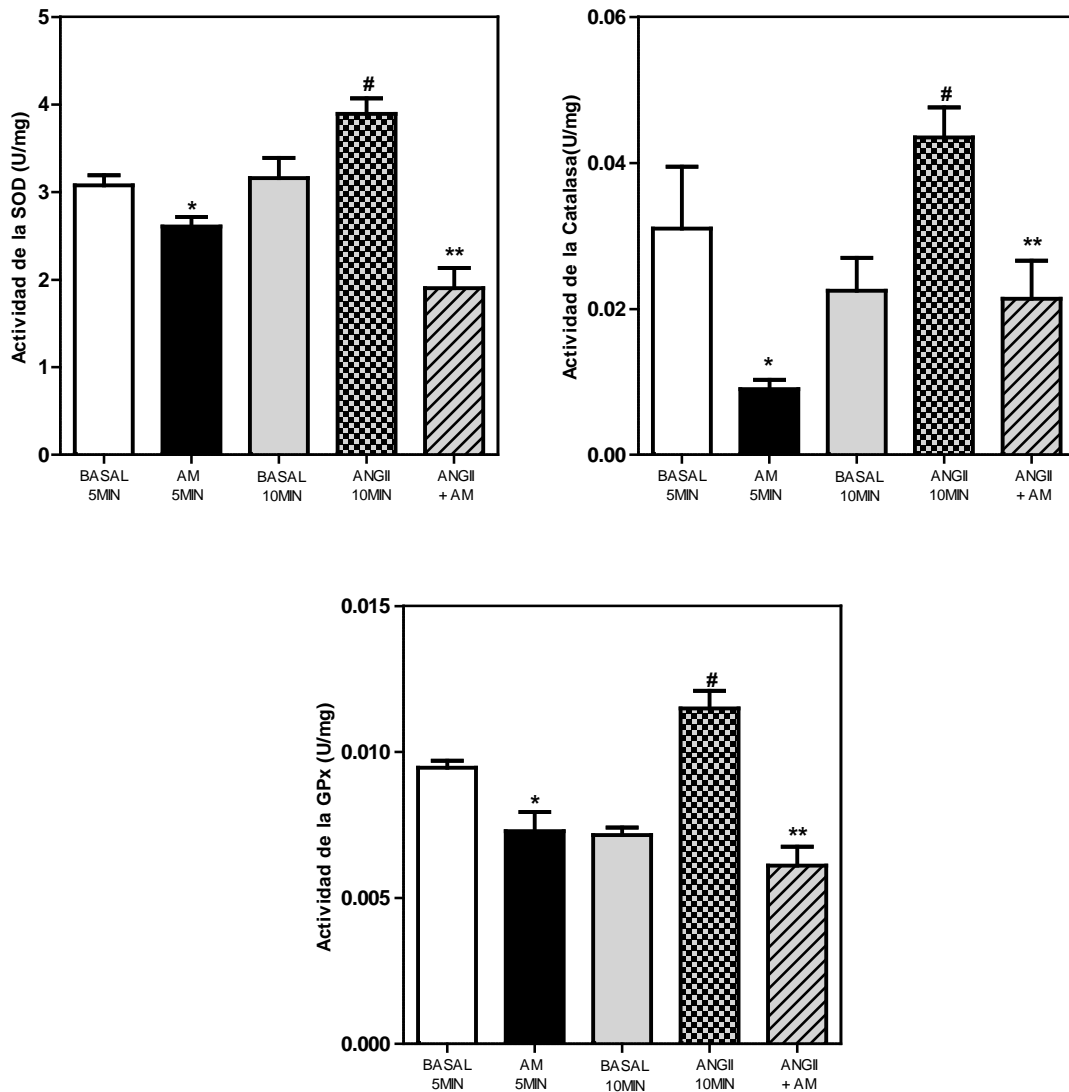 Actividad de la SOD (U/mg)
5
4
3
2
1
0
*
#
**
BASAL
5MIN
AM
5MIN
BASAL
10MIN
ANGII
10MIN
ANGII
+ AM
Actividad de la Catalasa(U/mg)
0.06
0.04
0.02
0.00
*
#
**
BASAL
5MIN
AM
5MIN
BASAL
10MIN
ANGII
10MIN
ANGII
+ AM
Actividad de la GPx (U/mg)
0.015
0.010
0.005
0.000
*
#
**
BASAL
5MIN
AM
5MIN
BASAL
10MIN
ANGII
10MIN
ANGII
+ AM